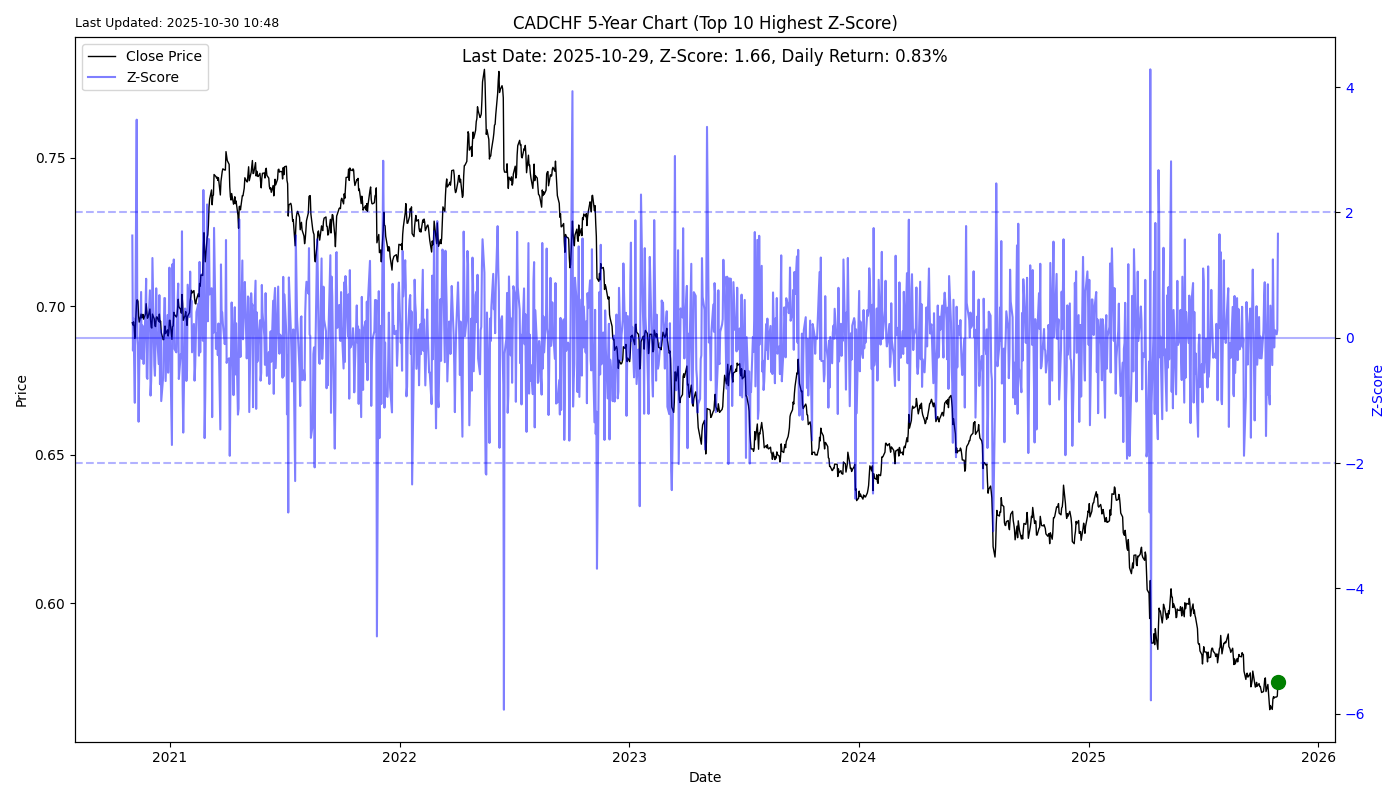 Last Updated: 2025-10-30 10:48
CADCHF 5-Year Chart (Top 10 Highest Z-Score)
Last Date: 2025-10-29, Z-Score: 1.66, Daily Return: 0.83%
Close Price
Z-Score
0.75
0.70
0.65
0.60
Price
4
2
0
−2
−4
−6
Z-Score
2021
2022
2023
2024
2025
2026
Date